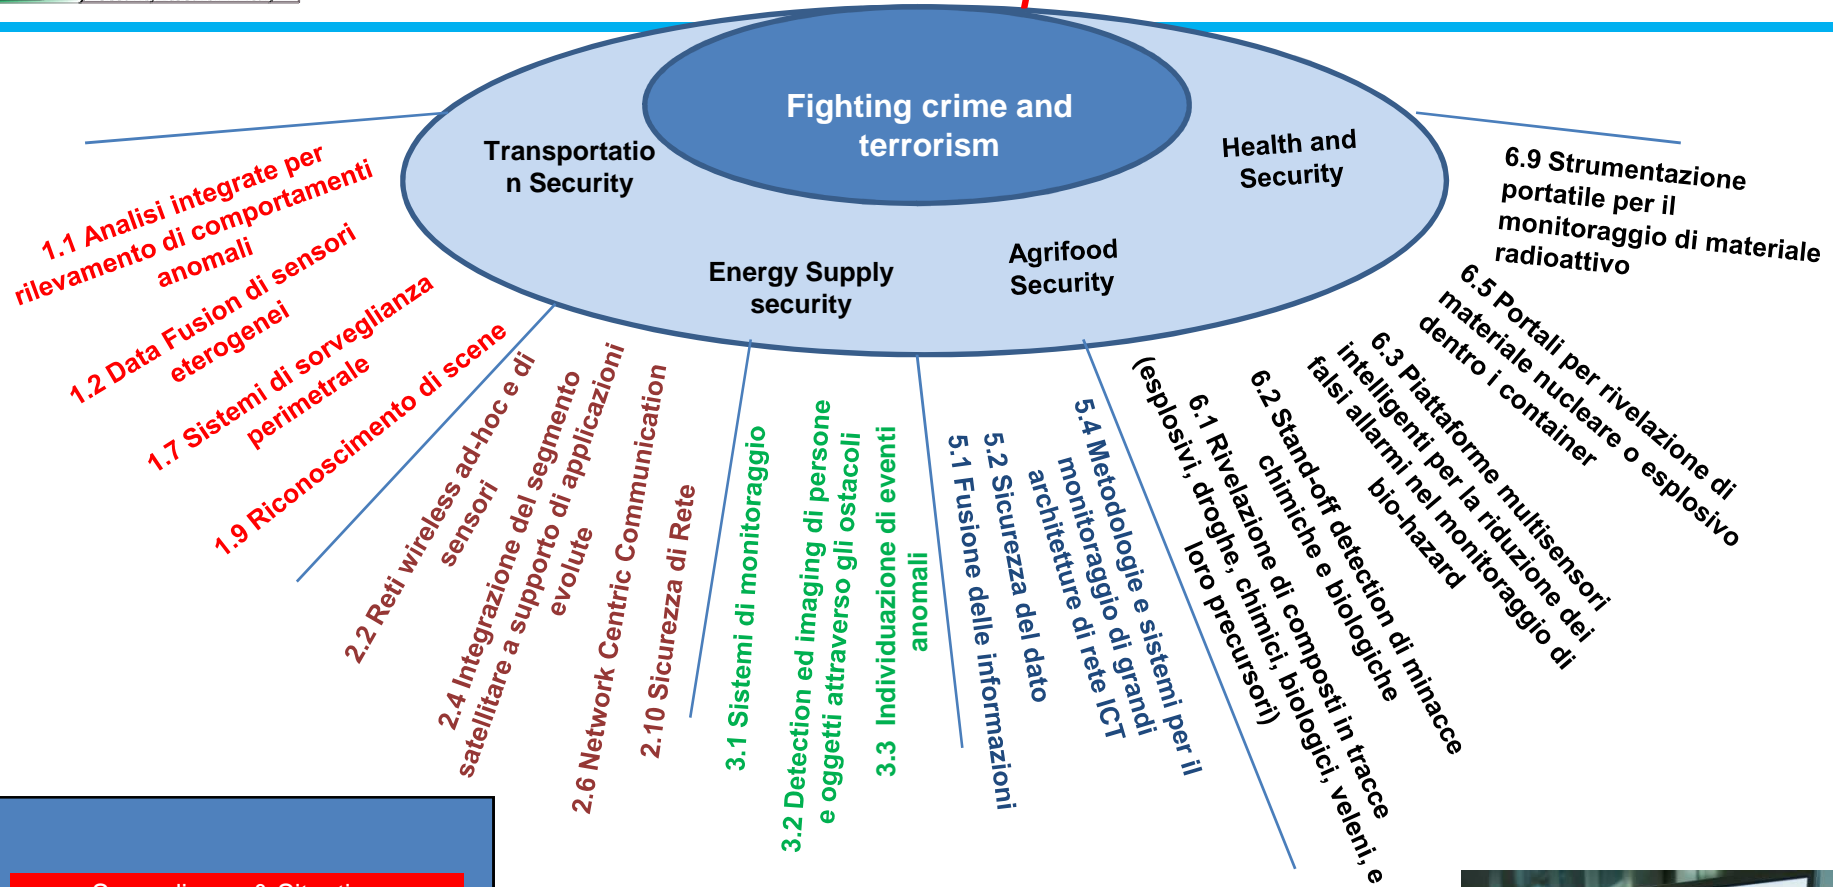 Fighting crime and
terrorism
Transportatio
n Security
Health and
Security
Energy Supply
security
Agrifood
Security
1.1 Analisi integrate per
rilevamento di comportamenti
anomali
1.2 Data Fusion di sensori
eterogenei
1.7 Sistemi di sorveglianza
perimetrale
1.9 Riconoscimento di scene
2.2 Reti wireless ad-hoc e di
sensori
2.4 Integrazione del segmento
satellitare a supporto di applicazioni
evolute
2.6 Network Centric Communication
2.10 Sicurezza di Rete
3.1 Sistemi di monitoraggio
3.2 Detection ed imaging di persone
e oggetti attraverso gli ostacoli
3.3 Individuazione di eventi
anomali
5.1 Fusione delle informazioni
5.2 Sicurezza del dato
5.4 Metodologie e sistemi per il
monitoraggio di grandi
architetture di rete ICT
6.1 Rivelazione di composti in tracce
(esplosivi, droghe, chimici, biologici, veleni, e
loro precursori)
6.2 Stand-off detection di minacce
chimiche e biologiche
6.3 Piattaforme multisensori
intelligenti per la riduzione dei
falsi allarmi nel monitoraggio di
bio-hazard
6.5 Portali per rivelazione di
materiale nucleare o esplosivo
dentro i container
6.9 Strumentazione
portatile per il
monitoraggio di materiale
radioattivo